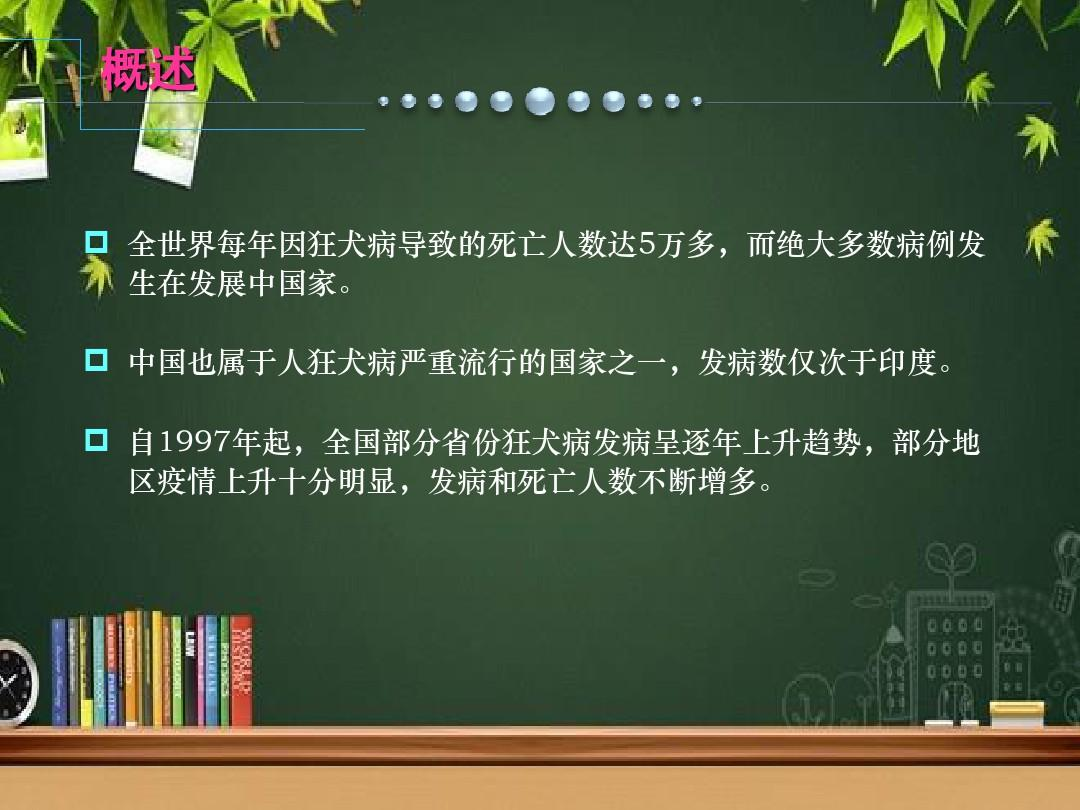 概述
全世界每年因狂犬病导致的死亡人数达5万多，而绝大多数病例发
生在发展中国家。
中国也属于人狂犬病严重流行的国家之一，发病数仅次于印度。
自1997年起，全国部分省份狂犬病发病呈逐年上升趋势，部分地
区疫情上升十分明显，发病和死亡人数不断增多。
LAW
WORLD
HISTORY